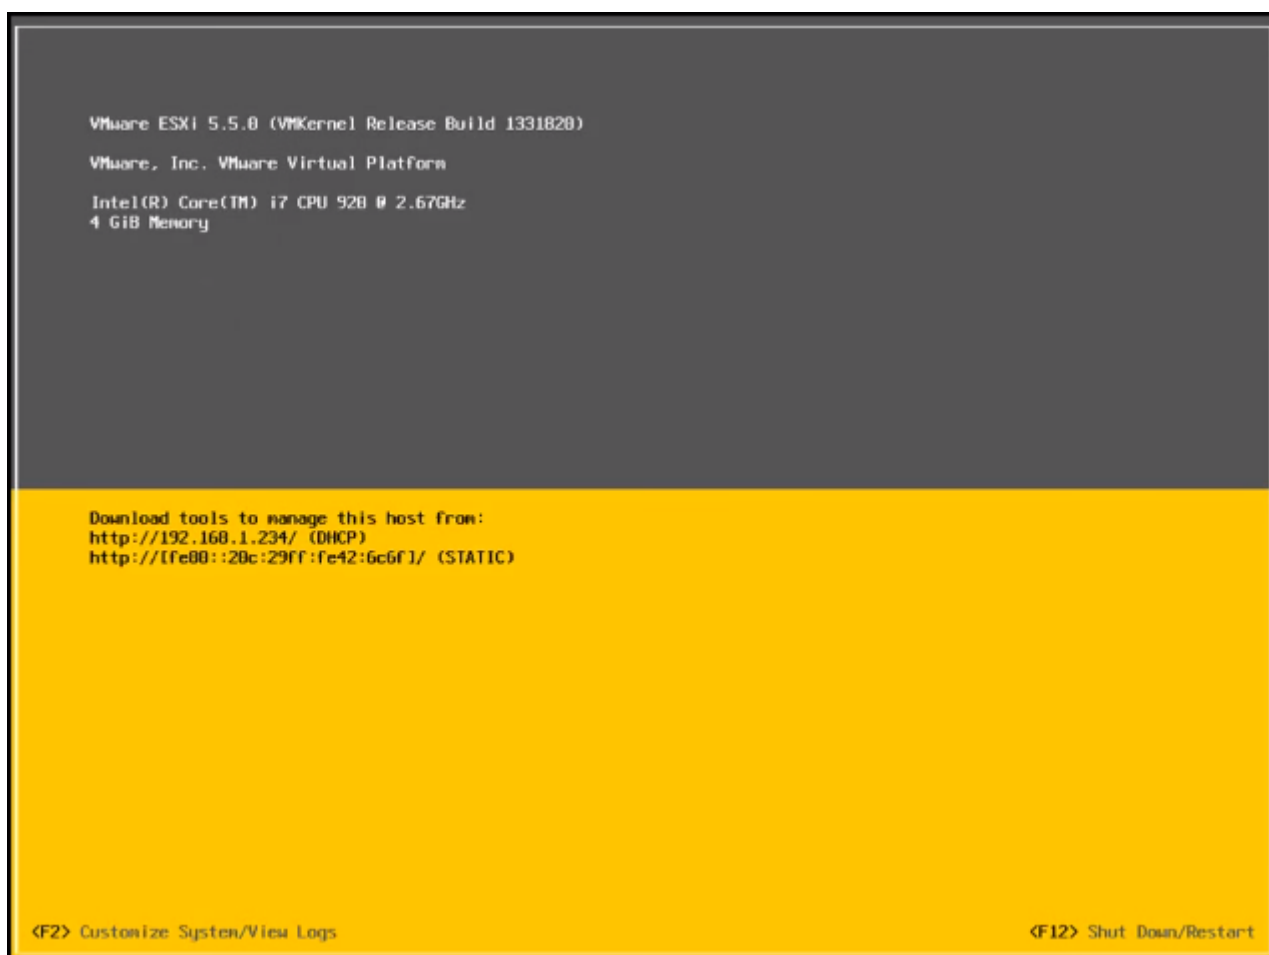 VMware ESXi 5.5.0 (VMKernel Release Build 1331820)
VMware, Inc. VMware Virtual Platform
Intel(R) Core(TM) i7 CPU 920 @ 2.67GHz
4 GiB Memory
Download tools to manage this host from:
http://192.168.1.234/ (DHCP)
http://[fe80::20c:29ff:fe42:6c6f]/ (STATIC)
<F2> Customize System/View Logs
<F12> Shut Down/Restart